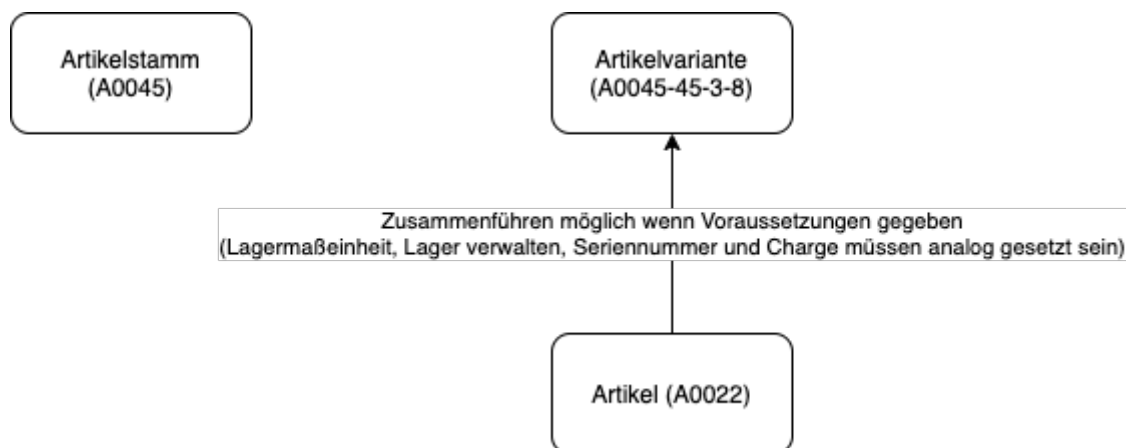 Artikelstamm
(A0045)
Artikelvariante
(A0045-45-3-8)
Zusammenführen möglich wenn Voraussetzungen gegeben
(Lagermaßeinheit, Lager verwalten, Seriennummer und Charge müssen analog gesetzt sein)
Artikel (A0022)